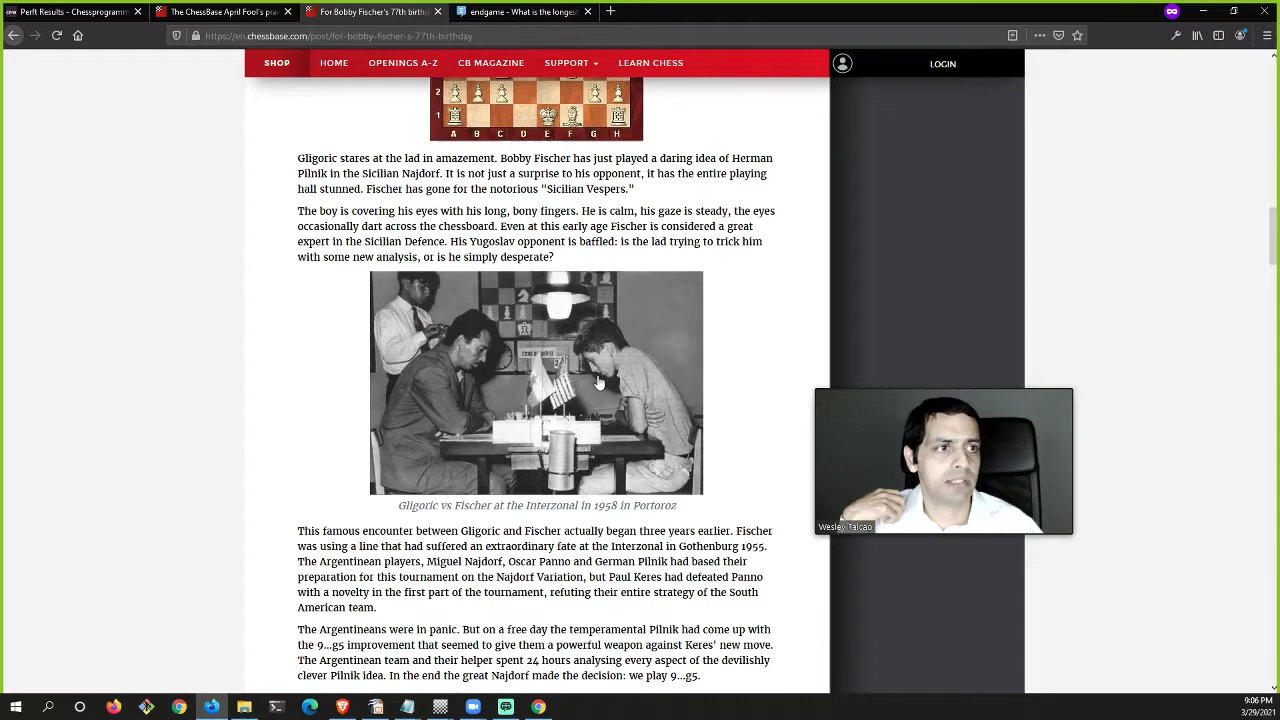 Perft Results - Chessprogramm
The ChessBase April Fool's pra
For Bobby Fischer's 77th birthd
endgame - What is the longes
https://en.chessbase.com/post/for-bobby-fischer-s-77th-birthday
SHOP HOME OPENINGS A-Z CB MAGAZINE SUPPORT LEARN CHESS LOGIN
2
1
A B C D E F G H
Gligoric stares at the lad in amazement. Bobby Fischer has just played a daring idea of Herman
Pilnik in the Sicilian Najdorf. It is not just a surprise to his opponent, it has the entire playing
hall stunned. Fischer has gone for the notorious "Sicilian Vespers."
The boy is covering his eyes with his long, bony fingers. He is calm, his gaze is steady, the eyes
occasionally dart across the chessboard. Even at this early age Fischer is considered a great
expert in the Sicilian Defence. His Yugoslav opponent is baffled: is the lad trying to trick him
with some new analysis, or is he simply desperate?
Gligoric vs Fischer at the Interzonal in 1958 in Portoroz
This famous encounter between Gligoric and Fischer actually began three years earlier. Fischer
was using a line that had suffered an extraordinary fate at the Interzonal in Gothenburg 1955.
The Argentinean players, Miguel Najdorf, Oscar Panno and German Pilnik had based their
preparation for this tournament on the Najdorf Variation, but Paul Keres had defeated Panno
with a novelty in the first part of the tournament, refuting their entire strategy of the South
American team.
The Argentineans were in panic. But on a free day the temperamental Pilnik had come up with
the 9...g5 improvement that seemed to give them a powerful weapon against Keres' new move.
The Argentinean team and their helper spent 24 hours analysing every aspect of the devilishly
clever Pilnik idea. In the end the great Najdorf made the decision: we play 9...g5.
Wesley Falcao
9:06 PM
3/29/2021